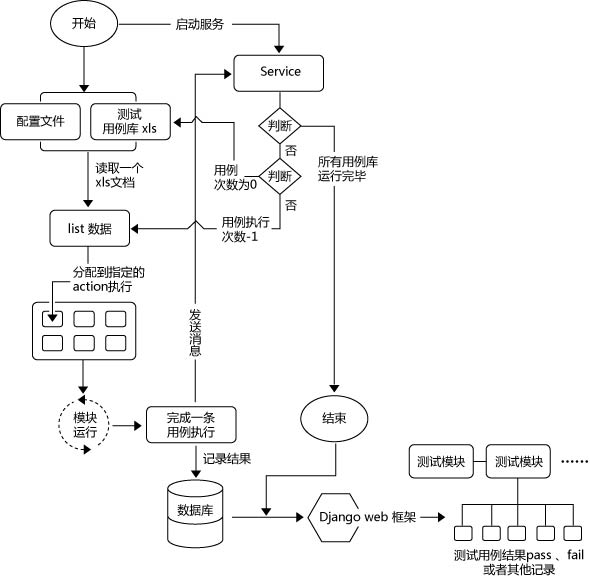 开始
启动服务
Service
配置文件
测试
用例库 xls
判断
否
所有用例库
运行完毕
读取一个
xls文档
用例
次数为0
判断
否
list 数据
用例执行
次数-1
分配到指定的
action执行
发送消息
模块
运行
完成一条
用例执行
结束
记录结果
测试模块
测试模块
······
数据库
Django web 框架
测试用例结果pass 、fail
或者其他记录